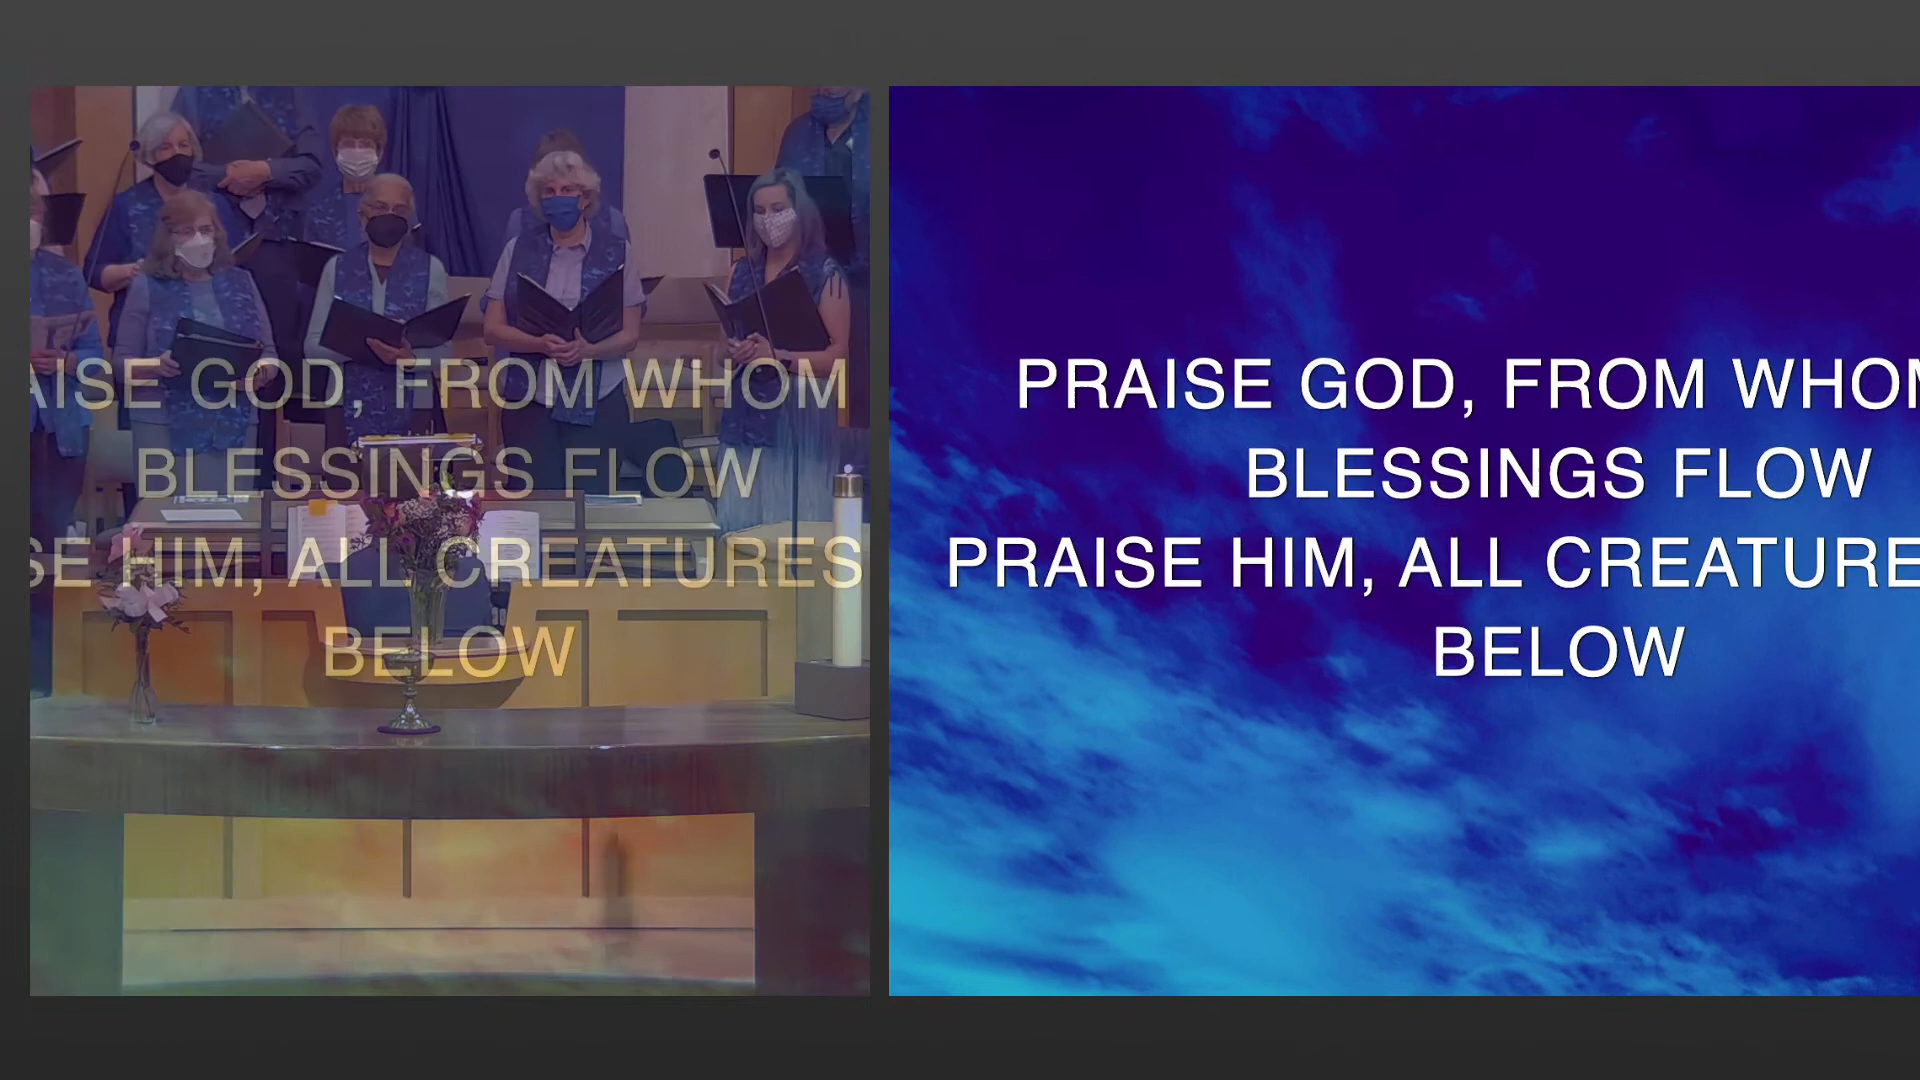 AISE GOD, FROM WHOM
BLESSINGS FLOW
SE HIM, ALL CREATURES
BELOW
PRAISE GOD, FROM WHOM
BLESSINGS FLOW
PRAISE HIM, ALL CREATURE
BELOW